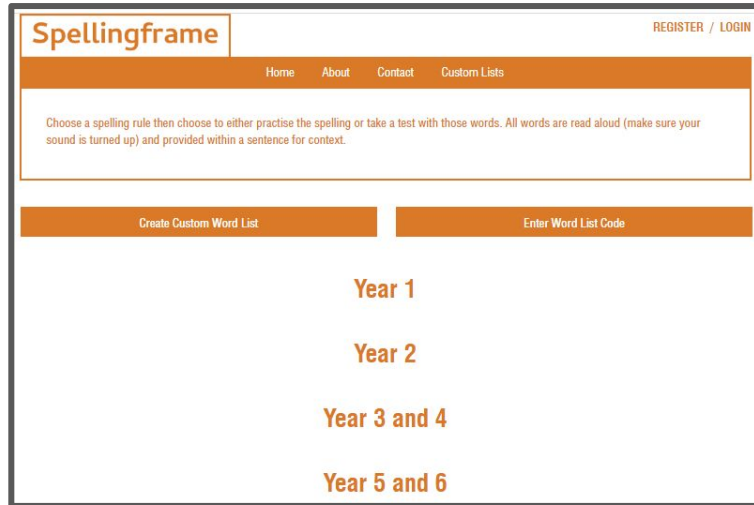 Spellingframe
REGISTER / LOGIN
Home About Contact Custom Lists
Choose a spelling rule then choose to either practise the spelling or take a test with those words. All words are read aloud (make sure your
sound is turned up) and provided within a sentence for context.
Create Custom Word List
Enter Word List Code
Year 1
Year 2
Year 3 and 4
Year 5 and 6